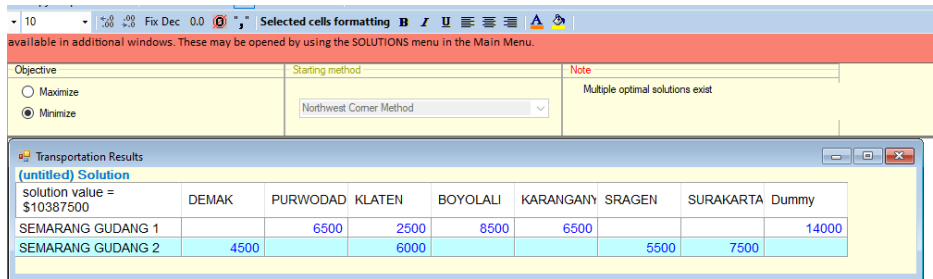 10 Fix Dec 0.0 "," Selected cells formatting B I U A
available in additional windows. These may be opened by using the SOLUTIONS menu in the Main Menu.
Objective Starting method Note
Maximize Multiple optimal solutions exist
Minimize Northwest Corner Method
Transportation Results
(untitled) Solution
solution value = $10387500 DEMAK PURWODAD KLATEN BOYOLALI KARANGANY SRAGEN SURAKARTA Dummy
SEMARANG GUDANG 1 6500 2500 8500 6500 14000
SEMARANG GUDANG 2 4500 6000 5500 7500